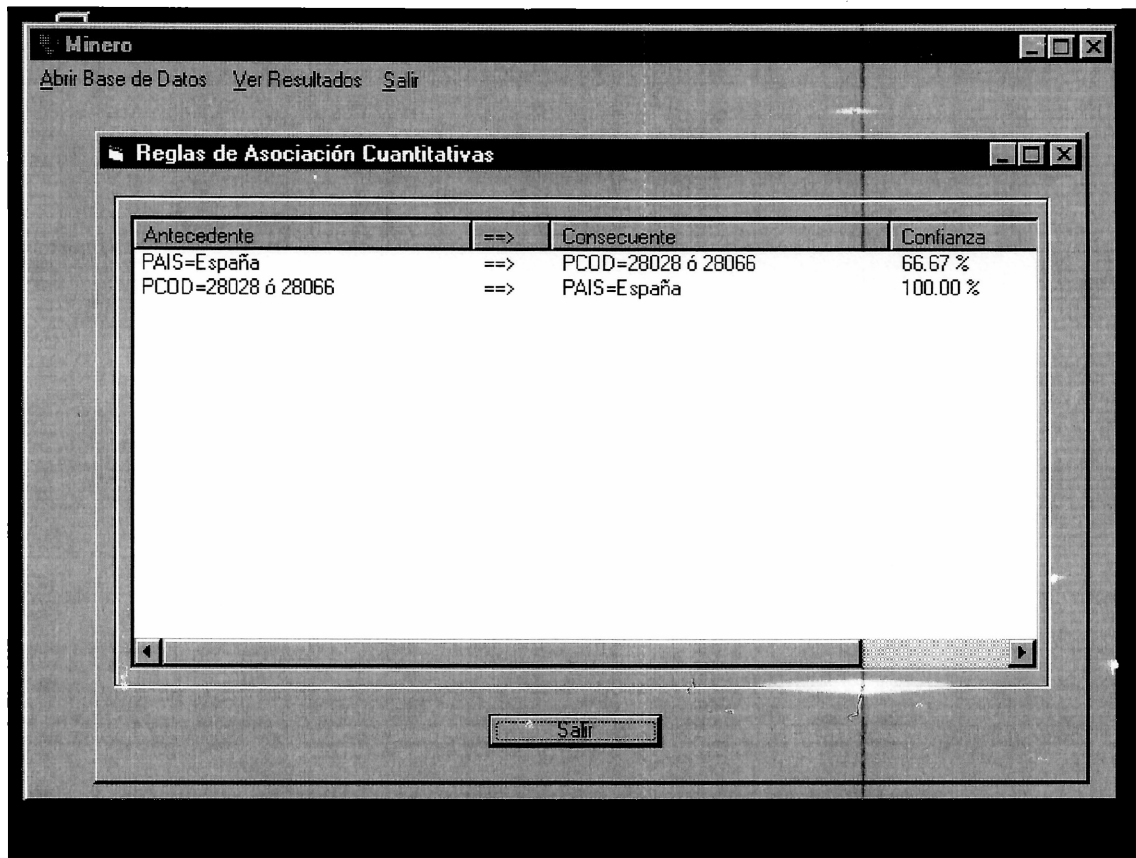 Minero
Abrir Base de Datos Ver Resultados Salir
Reglas de Asociación Cuantitativas
Antecedente ==> Consecuente Confianza
PAIS=España ==> PCOD=28028 ó 28066 66.67 %
PCOD=28028 ó 28066 ==> PAIS=España 100.00 %
Salir